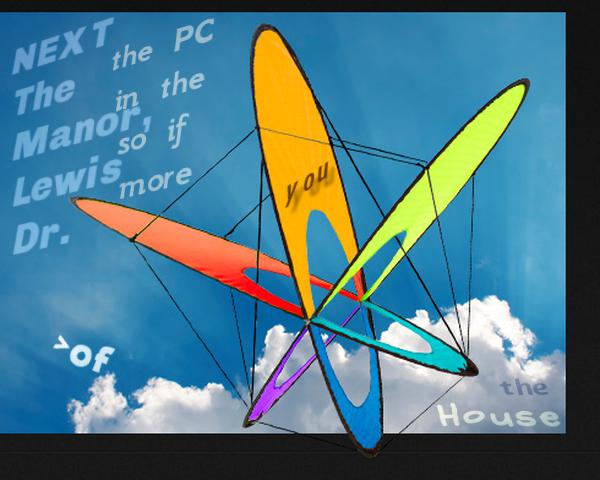 NEXT
The
Manor,
Lewis
Dr.
the PC
in the
so if
more
you
>of
the
House